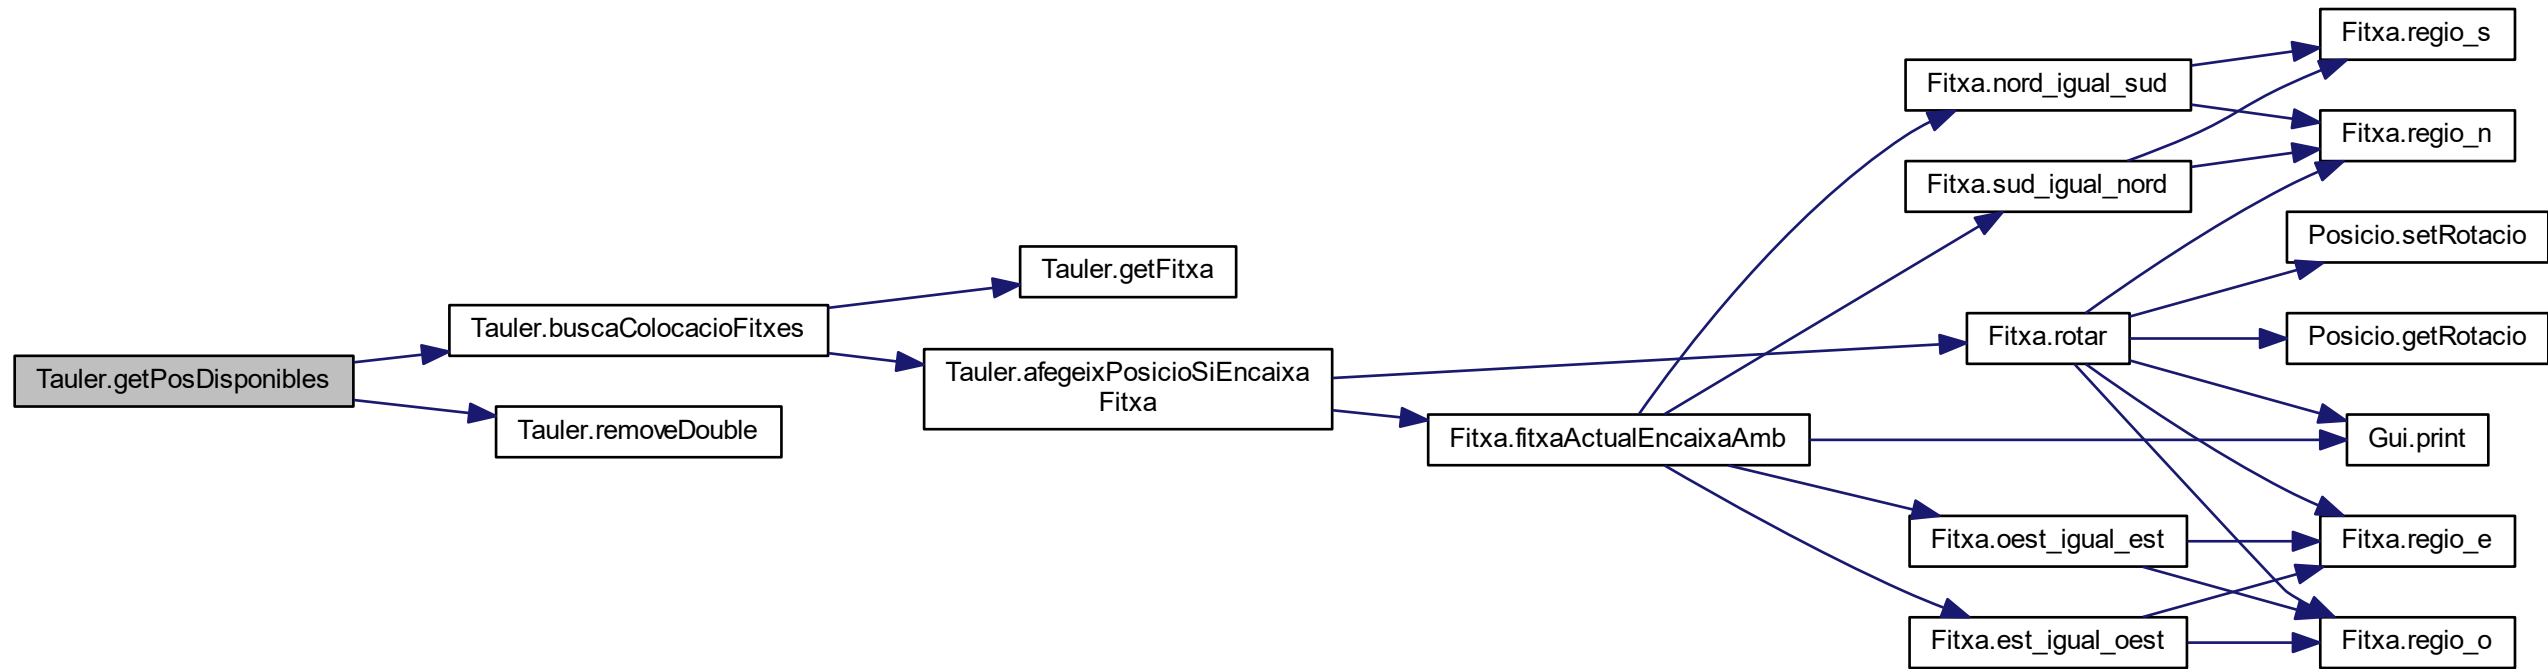 Tauler.getPosDisponibles
Tauler.buscaColocacioFitxes
Tauler.removeDouble
Tauler.getFitxa
Tauler.afegeixPosicioSiEncaixa
Fitxa
Fitxa.fitxaActualEncaixaAmb
Fitxa.nord_igual_sud
Fitxa.sud_igual_nord
Fitxa.rotar
Fitxa.oest_igual_est
Fitxa.est_igual_oest
Fitxa.regio_s
Fitxa.regio_n
Posicio.setRotacio
Posicio.getRotacio
Gui.print
Fitxa.regio_e
Fitxa.regio_o